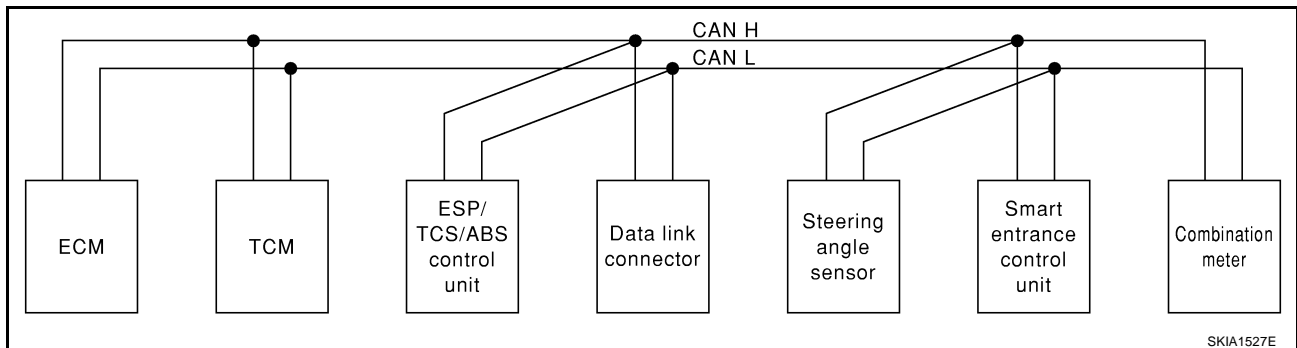 CAN H
CAN L
ECM
TCM
ESP/
TCS/ABS
control
unit
Data link
connector
Steering
angle
sensor
Smart
entrance
control
unit
Combination
meter
SKIA1527E